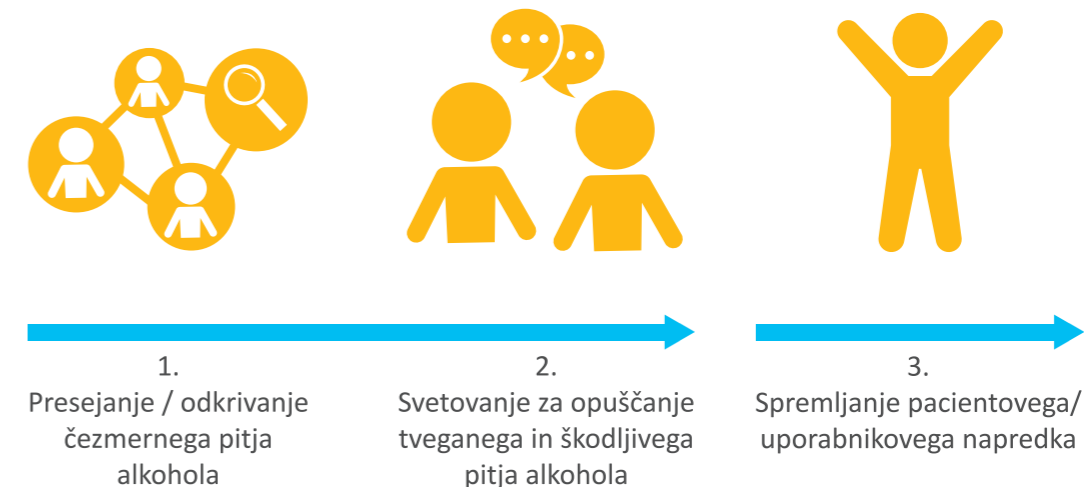 1.
Presejanje / odkrivanje
čezmernega pitja
alkohola
2.
Svetovanje za opuščanje
tveganega in škodljivega
pitja alkohola
3.
Spremljanje pacientovega/
uporabnikovega napredka